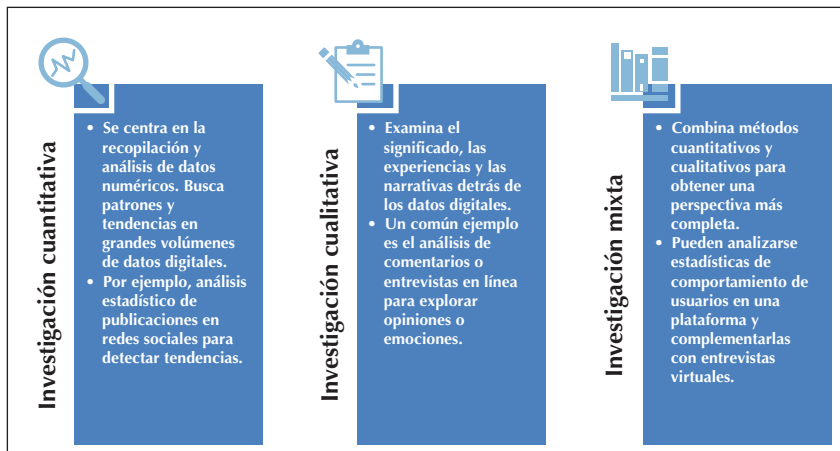 Investigación cuantitativa
• Se centra en la
recopilación y
análisis de datos
numéricos. Busca
patrones y
tendencias en
grandes volúmenes
de datos digitales.
• Por ejemplo, análisis
estadístico de
publicaciones en
redes sociales para
detectar tendencias.
Investigación cualitativa
• Examina el
significado, las
experiencias y las
narrativas detrás de
los datos digitales.
• Un común ejemplo
es el análisis de
comentarios o
entrevistas en línea
para explorar
opiniones o
emociones.
Investigación mixta
• Combina métodos
cuantitativos y
cualitativos para
obtener una
perspectiva más
completa.
• Pueden analizarse
estadísticas de
comportamiento de
usuarios en una
plataforma y
complementarlas
con entrevistas
virtuales.